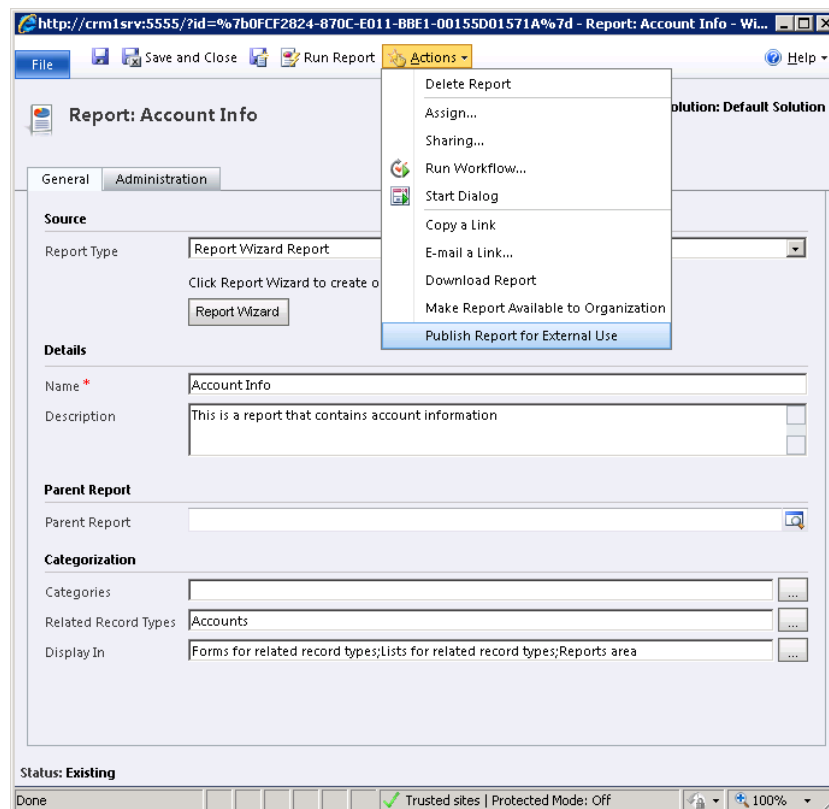 http://crm1srv:5555/?id=%7b0FCF2824-870C-E011-BBE1-00155D01571A%7d - Report: Account Info - Wi...
File Save and Close Run Report Actions Help
Report: Account Info
olution: Default Solution
Delete Report
Assign...
Sharing...
Run Workflow...
Start Dialog
Copy a Link
E-mail a Link...
Download Report
Make Report Available to Organization
Publish Report for External Use
General Administration
Source
Report Type Report Wizard Report
Click Report Wizard to create o
Report Wizard
Details
Name * Account Info
Description This is a report that contains account information
Parent Report
Parent Report
Categorization
Categories ...
Related Record Types Accounts ...
Display In Forms for related record types;Lists for related record types;Reports area ...
Status: Existing
Done Trusted sites | Protected Mode: Off 100%